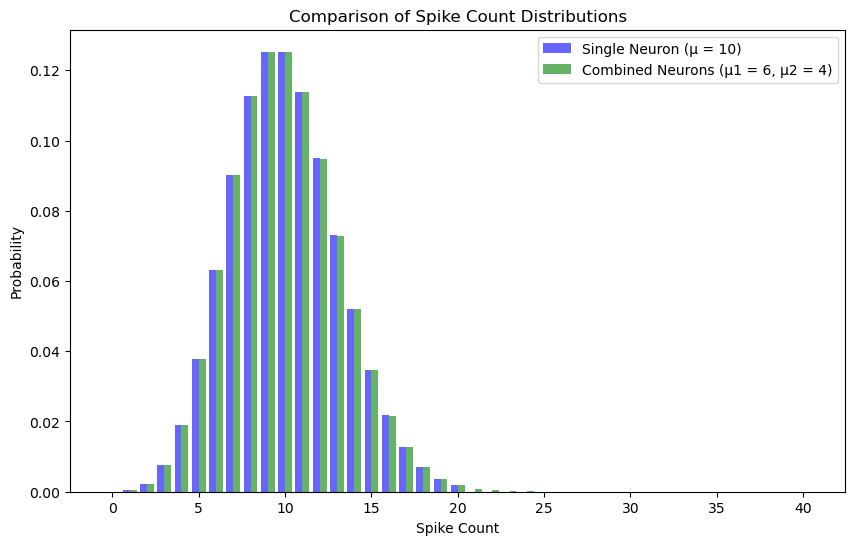 Comparison of Spike Count Distributions
Single Neuron (μ = 10)
Combined Neurons (μ1 = 6, μ2 = 4)
Probability
0.12
0.10
0.08
0.06
0.04
0.02
0.00
0 5 10 15 20 25 30 35 40
Spike Count